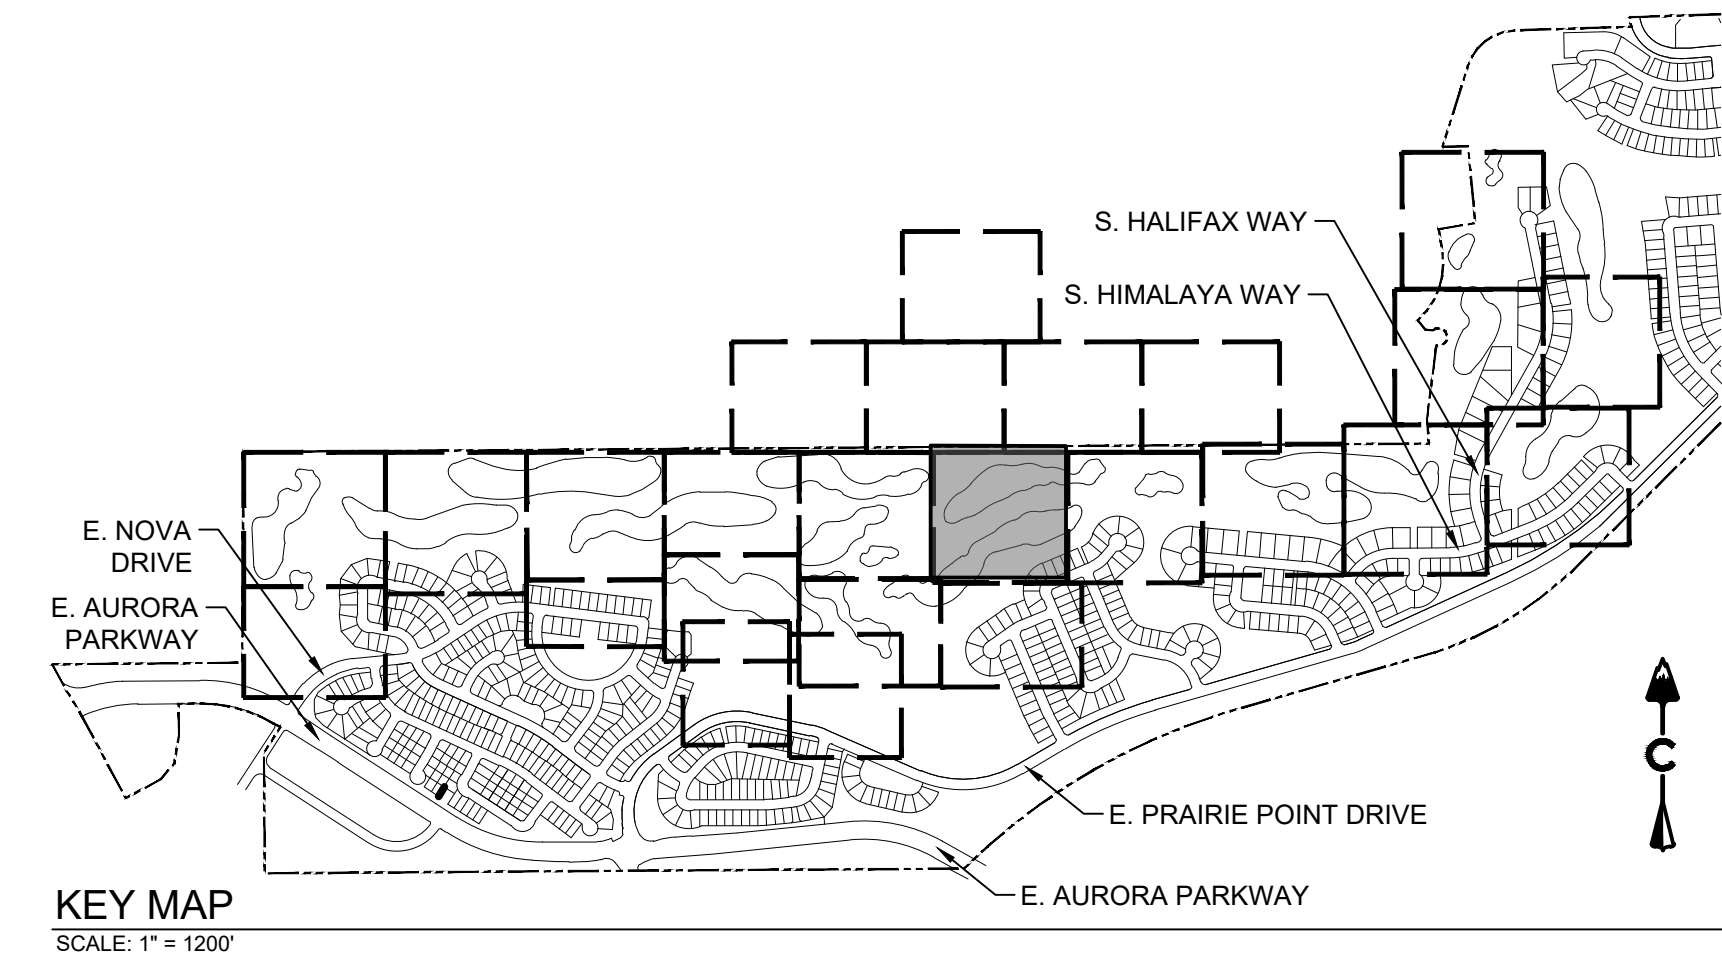 S. HALIFAX WAY
S. HIMALAYA WAY
E. NOVA
DRIVE
E. AURORA
PARKWAY
E. PRAIRIE POINT DRIVE
E. AURORA PARKWAY
C
KEY MAP
SCALE: 1" = 1200'